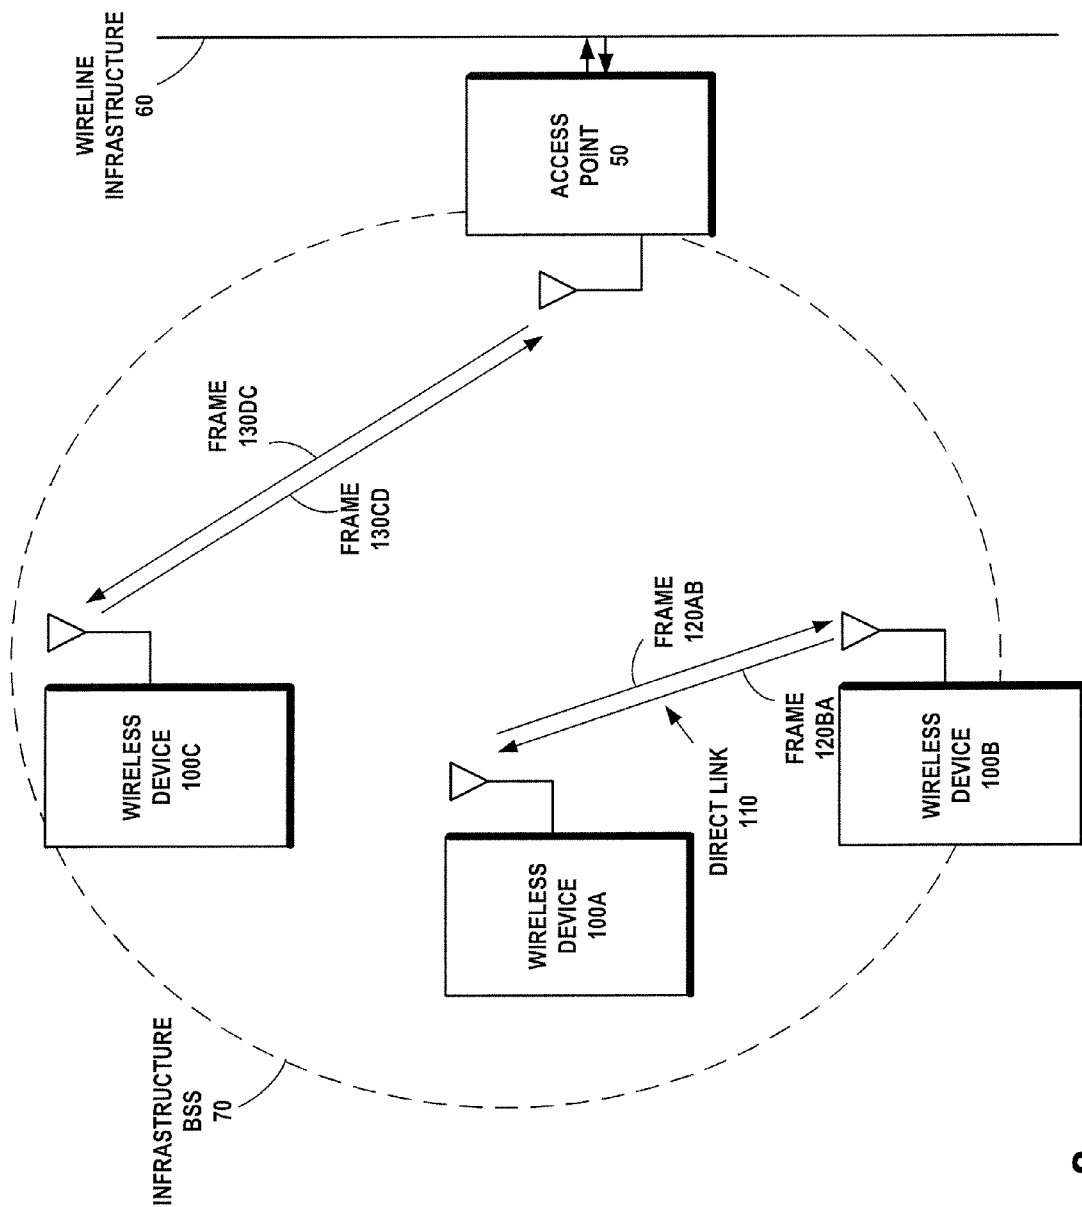 INFRASTRUCTURE
BSS
70
WIRELESS
DEVICE
100C
WIRELINE
INFRASTRUCTURE
60
FRAME
130DC
FRAME
130CD
WIRELESS
DEVICE
100A
ACCESS
POINT
50
FRAME
120AB
DIRECT LINK
110
FRAME
120BA
WIRELESS
DEVICE
100B